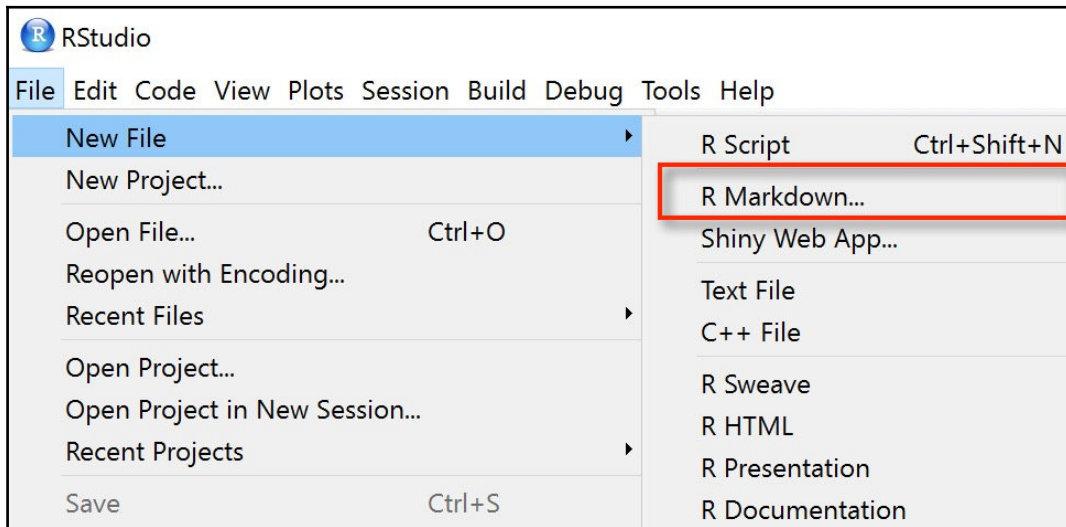 R RStudio
File Edit Code View Plots Session Build Debug Tools Help
New File
New Project...
Open File... Ctrl+O
Reopen with Encoding...
Recent Files
Open Project...
Open Project in New Session...
Recent Projects
Save Ctrl+S
R Script Ctrl+Shift+N
R Markdown...
Shiny Web App...
Text File
C++ File
R Sweave
R HTML
R Presentation
R Documentation